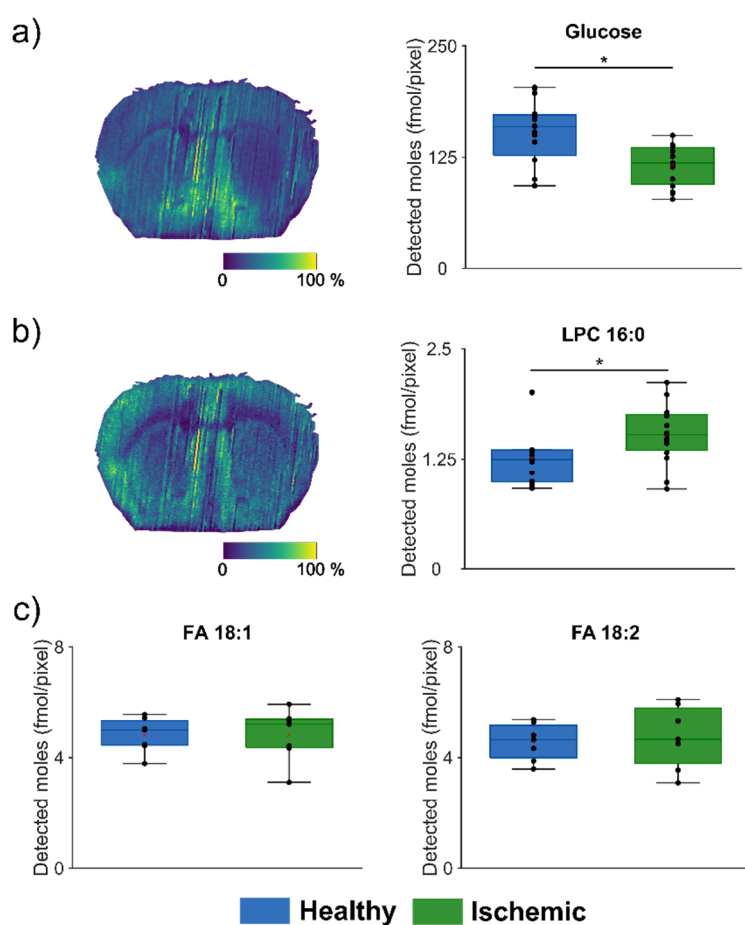 a)
Glucose
Detected moles (fmol/pixel)
250
125
0
*
0 100 %
b)
LPC 16:0
Detected moles (fmol/pixel)
2.5
1.25
0
*
0 100 %
c)
FA 18:1
Detected moles (fmol/pixel)
8
4
0
FA 18:2
Detected moles (fmol/pixel)
8
4
0
Healthy Ischemic